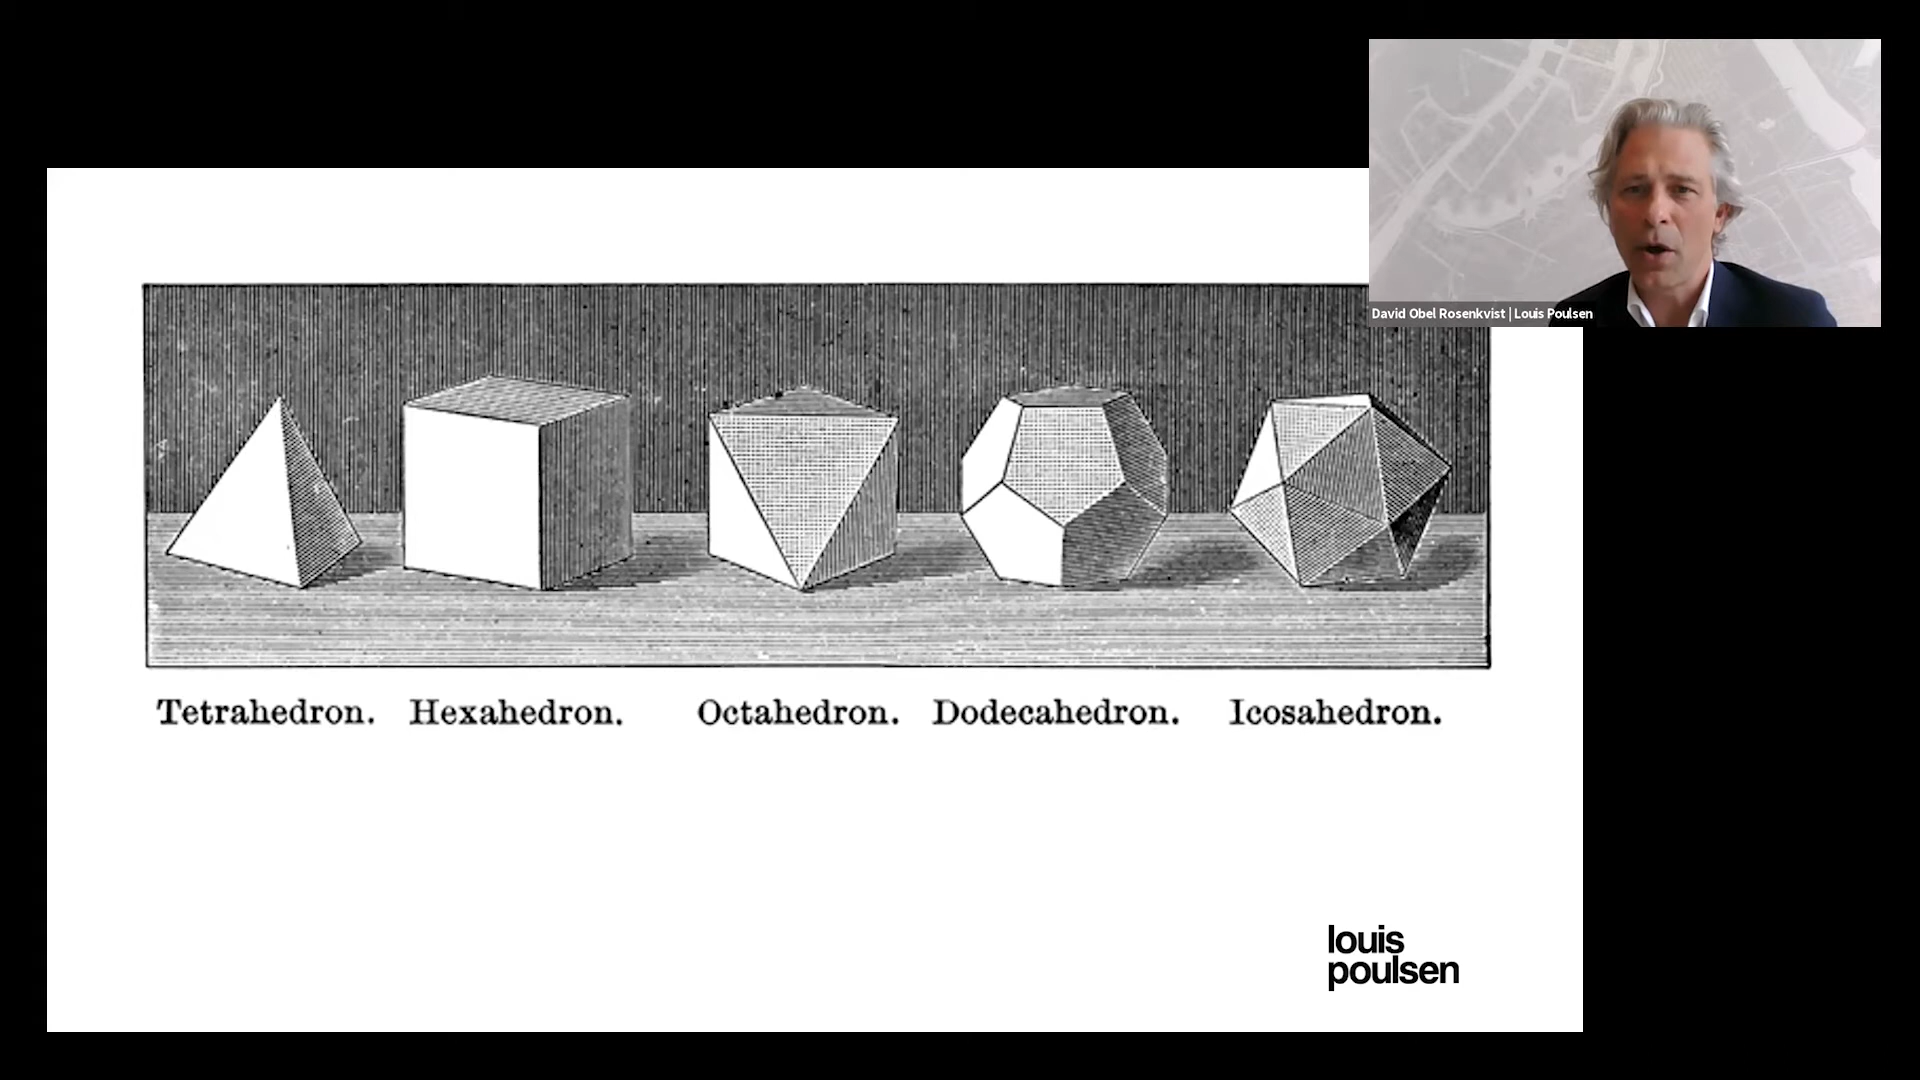 David Obel Rosenkvist | Louis Poulsen
Tetrahedron. Hexahedron. Octahedron. Dodecahedron. Icosahedron.
louis
poulsen